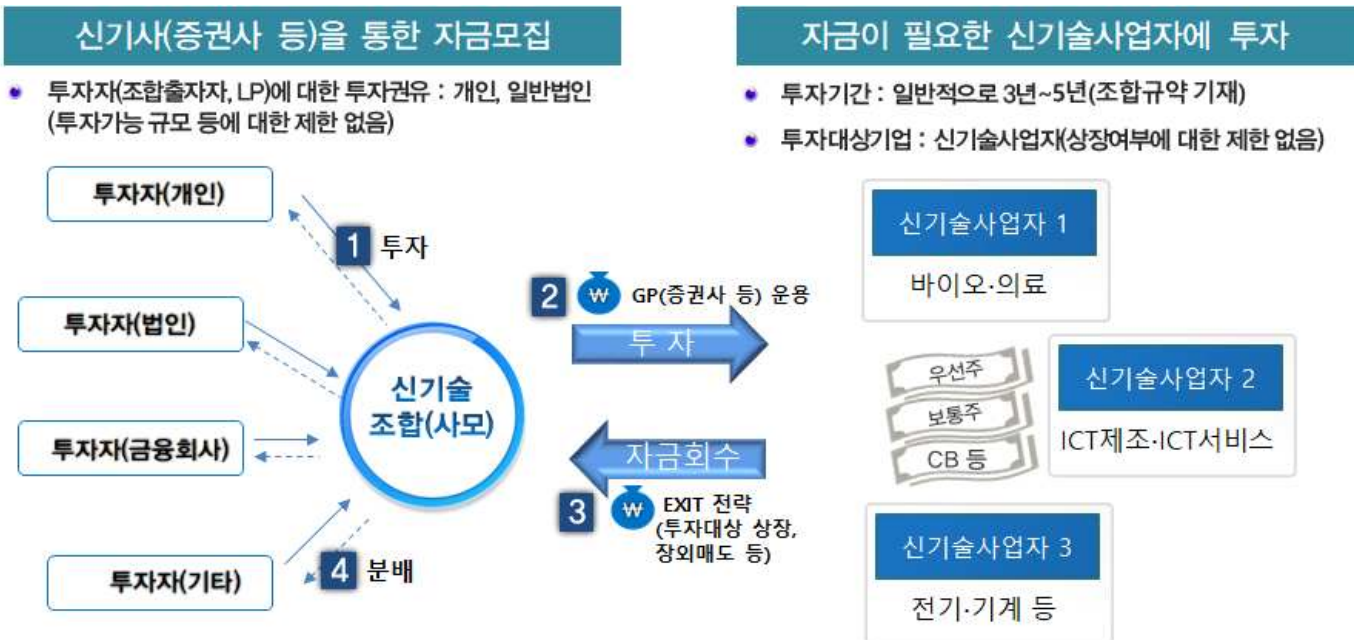 신기사(증권사 등)을 통한 자금모집
투자자(조합출자자, LP)에 대한 투자권유 : 개인, 일반법인
(투자가능 규모 등에 대한 제한 없음)
투자자(개인)
1 투자
투자자(법인)
신기술
조합(사모)
투자자(금융회사)
투자자(기타)
4 분배
2 ₩ GP(증권사 등) 운용
투 자
자금회수
3 ₩ EXIT 전략
(투자대상 상장,
장외매도 등)
자금이 필요한 신기술사업자에 투자
투자기간 : 일반적으로 3년~5년(조합규약 기재)
투자대상기업 : 신기술사업자(상장여부에 대한 제한 없음)
신기술사업자 1
바이오·의료
우선주
보통주
CB 등
신기술사업자 2
ICT제조·ICT서비스
신기술사업자 3
전기·기계 등